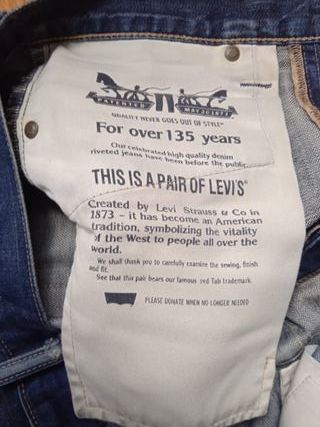 PATENTED
MAY 20 1873
QUALITY NEVER GOES OUT OF STYLE
For over 135 years
Our celebrated high quality denim
riveted jeans have been before the public.
THIS IS A PAIR OF LEVI'S®
Created by Levi Strauss & Co in
1873 – it has become an American
tradition, symbolizing the vitality
of the West to people all over the
world.
We shall thank you to carefully examine the sewing, finish
and fit.
See that this pair bears our famous red Tab trademark.
PLEASE DONATE WHEN NO LONGER NEEDED